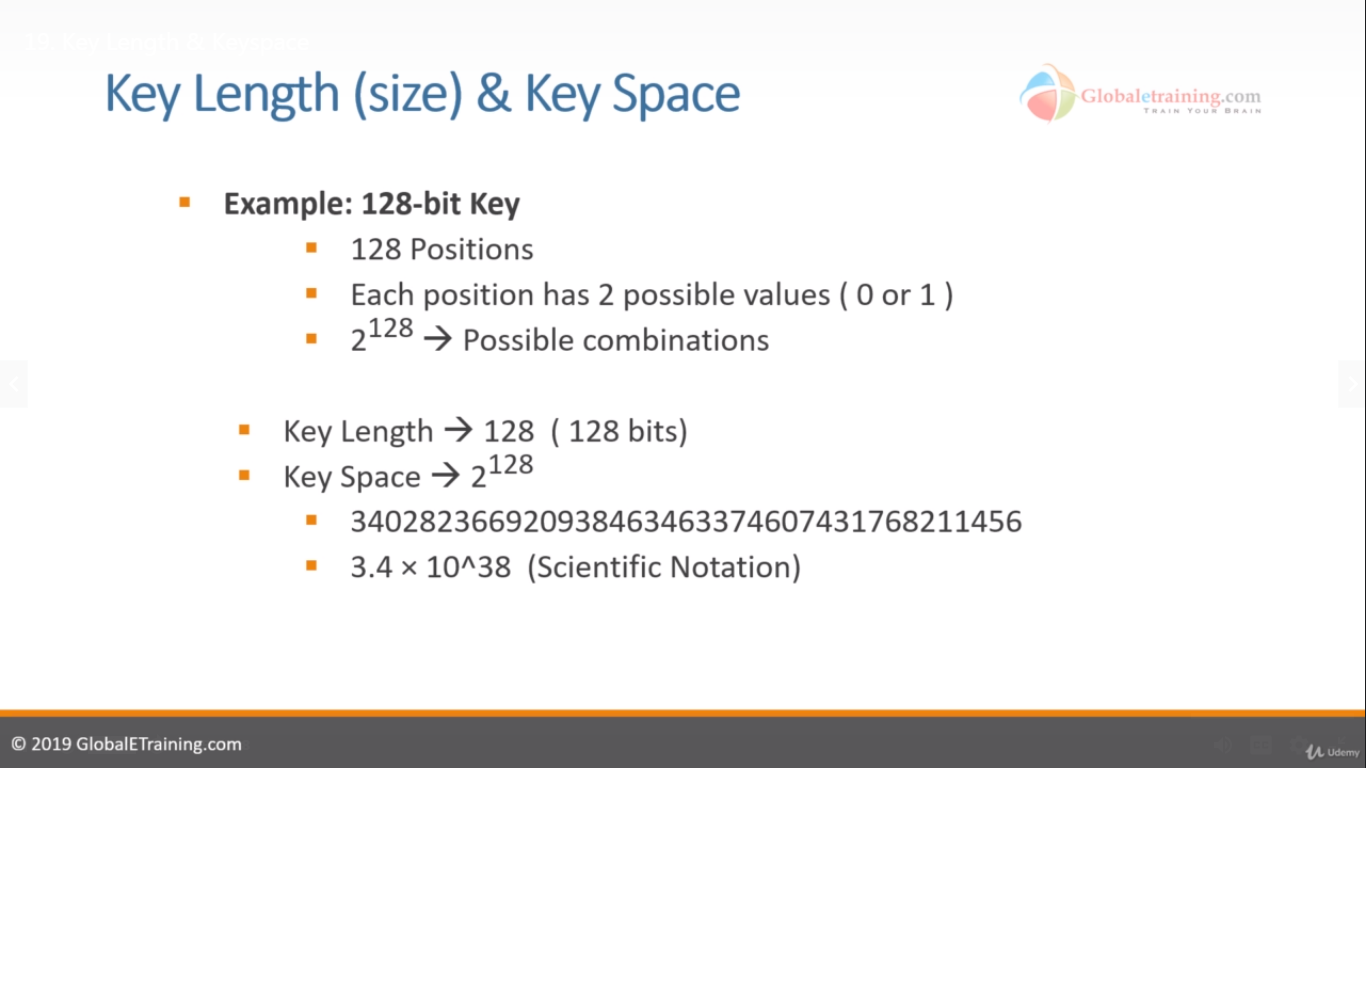 19. Key Length & Keyspace
Key Length (size) & Key Space
Globaletraining.com
TRAIN YOUR BRAIN
Example: 128-bit Key
128 Positions
Each position has 2 possible values ( 0 or 1 )
2^128 → Possible combinations
Key Length → 128 ( 128 bits)
Key Space → 2^128
340282366920938463463374607431768211456
3.4 × 10^38 (Scientific Notation)
© 2019 GlobalETraining.com
Udemy